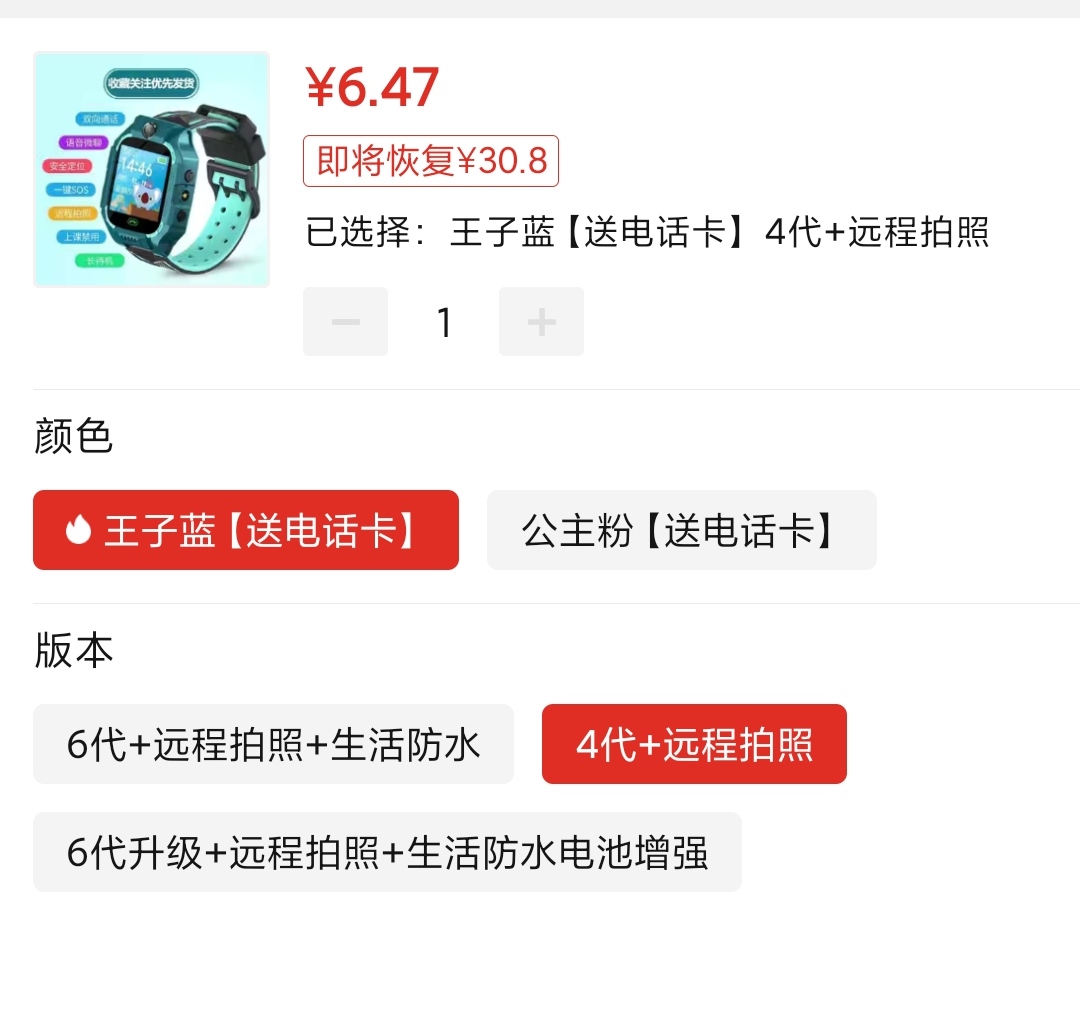 收藏关注优先发货
双向通话
语音微聊
安全定位
一键SOS
远程拍照
上课禁用
长待机
14:46
¥6.47
即将恢复¥30.8
已选择：王子蓝【送电话卡】4代+远程拍照
1
颜色
王子蓝【送电话卡】
公主粉【送电话卡】
版本
6代+远程拍照+生活防水
4代+远程拍照
6代升级+远程拍照+生活防水电池增强